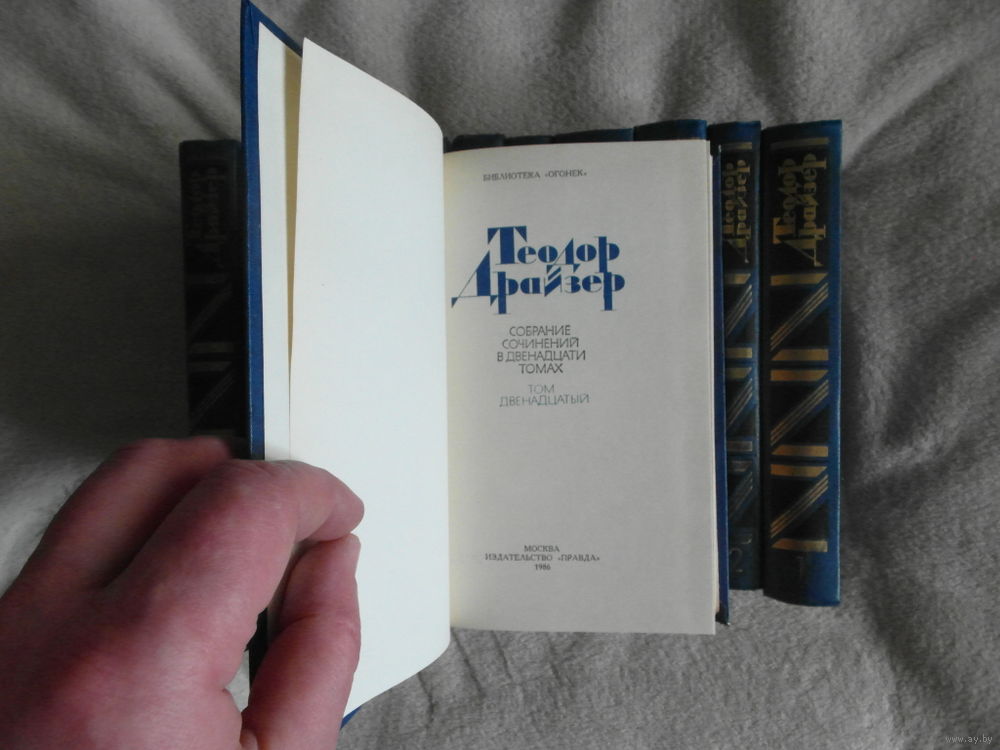 БИБЛИОТЕКА «ОГОНЕК»
Теодор
Драйзер
СОБРАНИЕ
СОЧИНЕНИЙ
В ДВЕНАДЦАТИ
ТОМАХ
ТОМ
ДВЕНАДЦАТЫЙ
МОСКВА
ИЗДАТЕЛЬСТВО «ПРАВДА»
1986
Теодор
Драйзер
Теодор
Драйзер
1
www.ay.by